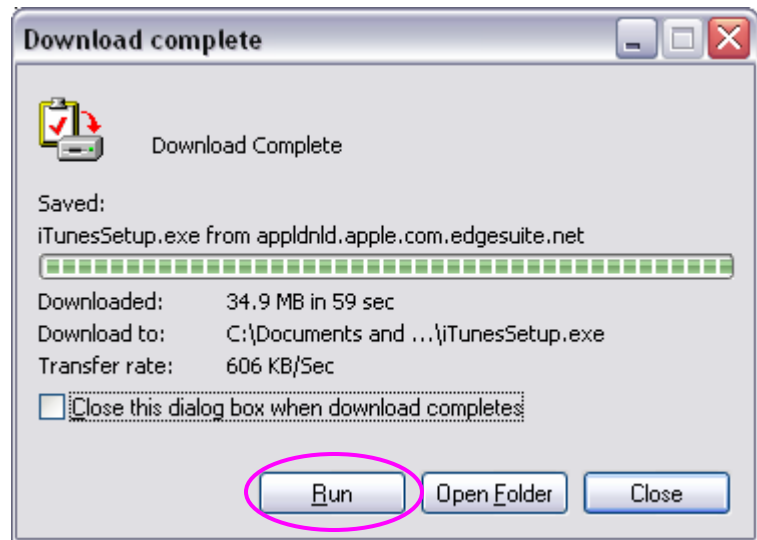 Download complete
Download Complete
Saved:
iTunesSetup.exe from appldnld.apple.com.edgesuite.net
Downloaded: 34.9 MB in 59 sec
Download to: C:\Documents and ...\iTunesSetup.exe
Transfer rate: 606 KB/Sec
Close this dialog box when download completes
Run Open Folder Close